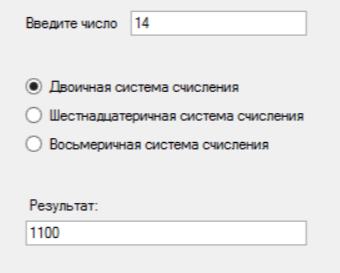 Введите число 14
Двоичная система счисления
Шестнадцатеричная система счисления
Восьмеричная система счисления
Результат:
1100